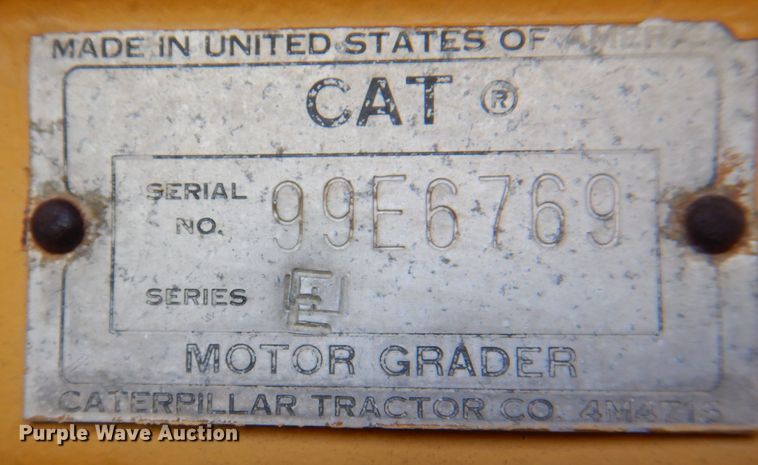 MADE IN UNITED STATES OF AMERICA
CAT ®
SERIAL NO. 99E6769
SERIES E
MOTOR GRADER
CATERPILLAR TRACTOR CO. 4M4713
Purple Wave Auction